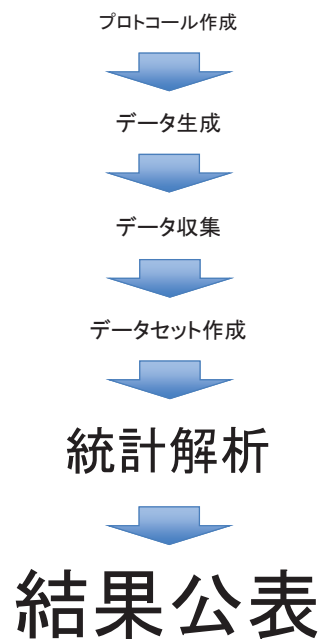 プロトコール作成
データ生成
データ収集
データセット作成
統計解析
結果公表